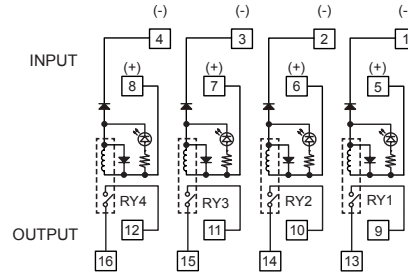 (-) (-) (-) (-)
4 3 2 1
INPUT
(+) (+) (+) (+)
8 7 6 5
RY4 RY3 RY2 RY1
12 11 10 9
OUTPUT
16 15 14 13